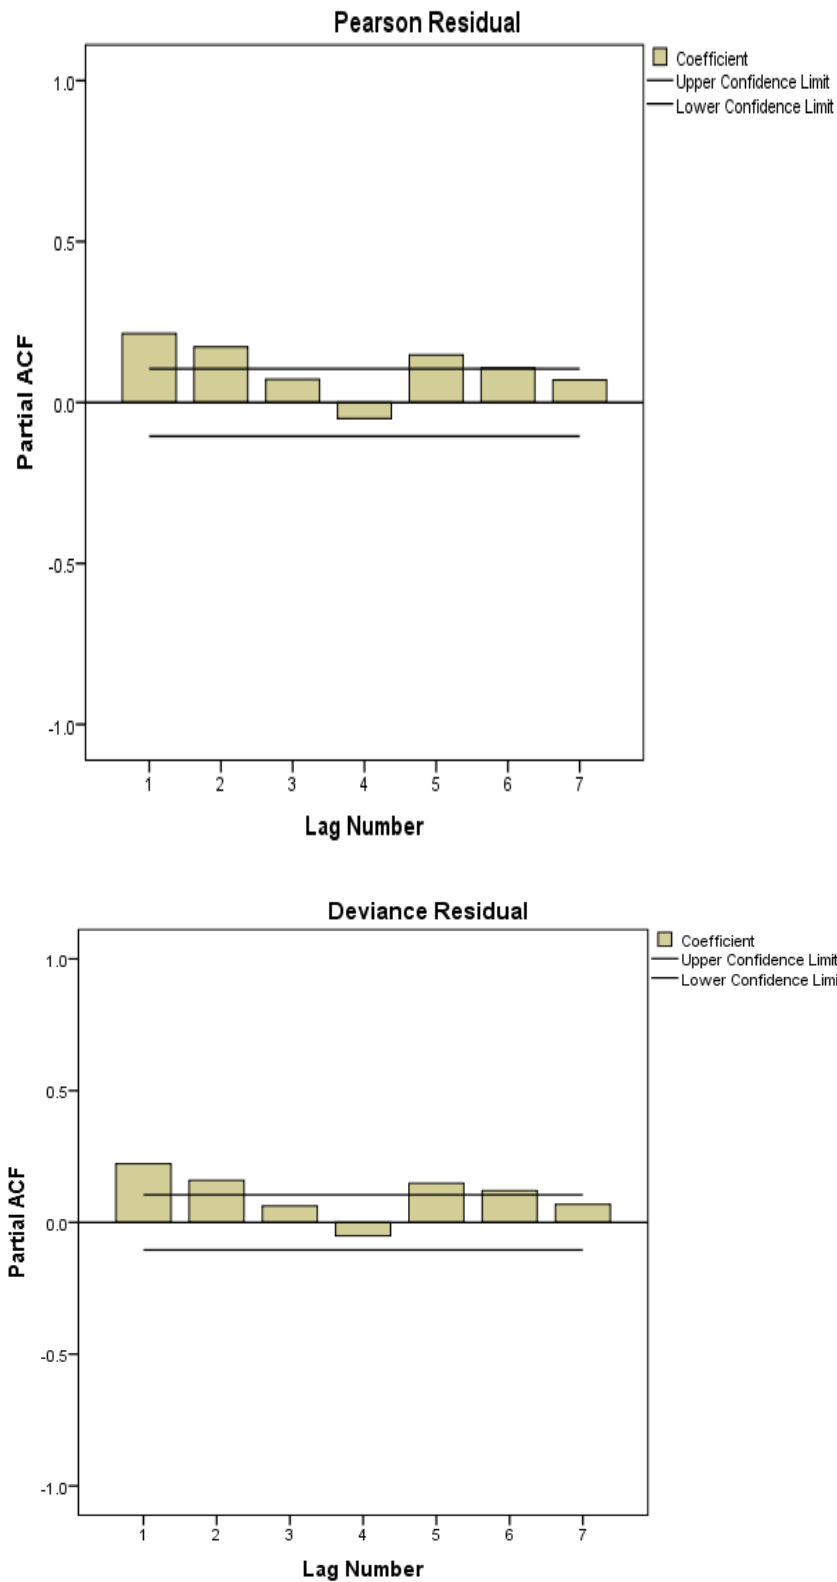 Pearson Residual
Coefficient
Upper Confidence Limit
Lower Confidence Limit
1.0
0.5
0.0
-0.5
-1.0
Partial ACF
1 2 3 4 5 6 7
Lag Number
Deviance Residual
Coefficient
Upper Confidence Limit
Lower Confidence Limi
1.0
0.5
0.0
-0.5
-1.0
Partial ACF
1 2 3 4 5 6 7
Lag Number